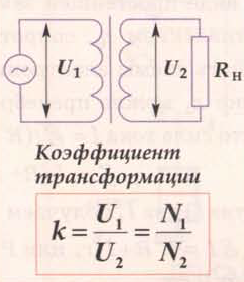 U₁ U₂ Rн
Коэффициент
трансформации
k = U₁/U₂ = N₁/N₂